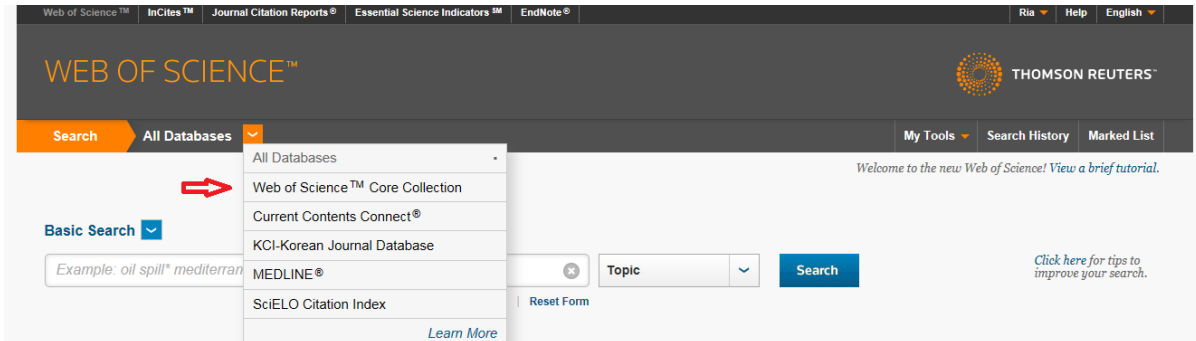 Web of Science™ InCites™ Journal Citation Reports® Essential Science Indicators℠ EndNote® Ria Help English
WEB OF SCIENCE™
THOMSON REUTERS™
Search All Databases My Tools Search History Marked List
All Databases
Welcome to the new Web of Science! View a brief tutorial.
Web of Science™ Core Collection
Current Contents Connect®
Basic Search
KCI-Korean Journal Database
Example: oil spill* mediterran Topic Search
Click here for tips to
improve your search.
MEDLINE®
SciELO Citation Index
Reset Form
Learn More